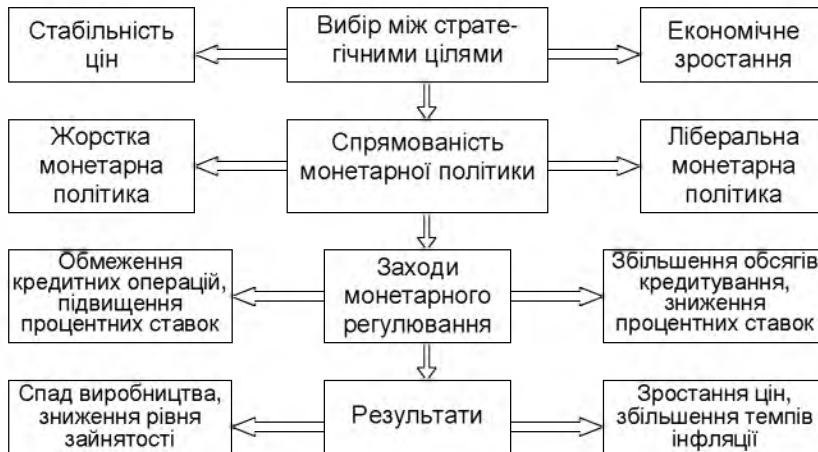 Стабільність
цін
Вибір між страте-
гічними цілями
Економічне
зростання
Жорстка
монетарна
політика
Спрямованість
монетарної політики
Ліберальна
монетарна
політика
Обмеження
кредитних операцій,
підвищення
процентних ставок
Заходи
монетарного
регулювання
Збільшення обсягів
кредитування,
зниження
процентних ставок
Спад виробництва,
зниження рівня
зайнятості
Результати
Зростання цін,
збільшення темпів
інфляції